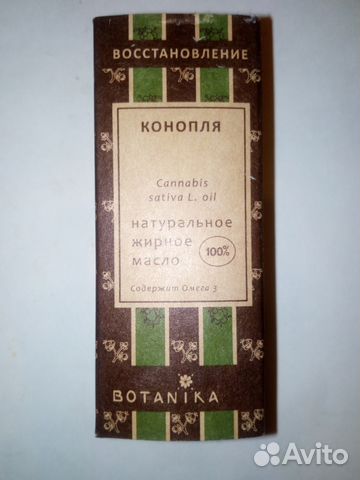 ВОССТАНОВЛЕНИЕ
КОНОПЛЯ
Cannabis
sativa L. oil
натуральное
жирное
масло 100%
Содержит Омега 3
BOTANIKA
Avito